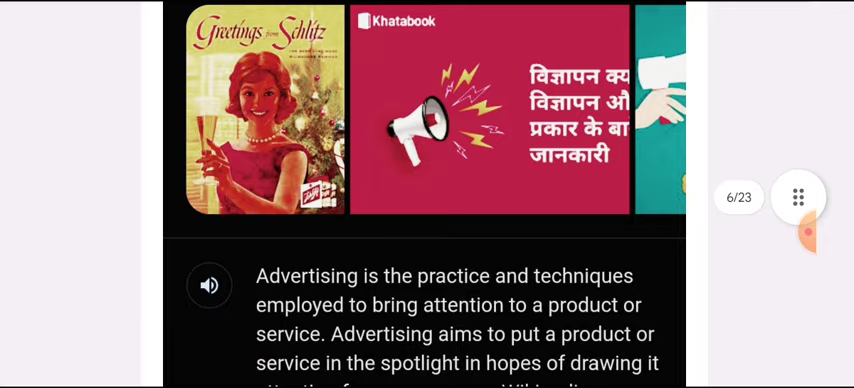 Greetings from Schlitz
Khatabook
विज्ञापन क्य
विज्ञापन औ
प्रकार के बा
जानकारी
Schlitz
6/23
Advertising is the practice and techniques
employed to bring attention to a product or
service. Advertising aims to put a product or
service in the spotlight in hopes of drawing it